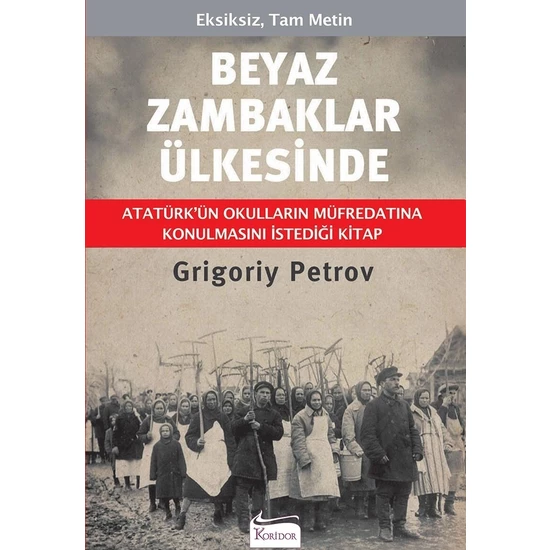 Eksiksiz, Tam Metin
BEYAZ
ZAMBAKLAR
ÜLKESİNDE
ATATÜRK'ÜN OKULLARIN MÜFREDATINA
KONULMASINI İSTEDİĞİ KİTAP
Grigoriy Petrov
KORİDOR